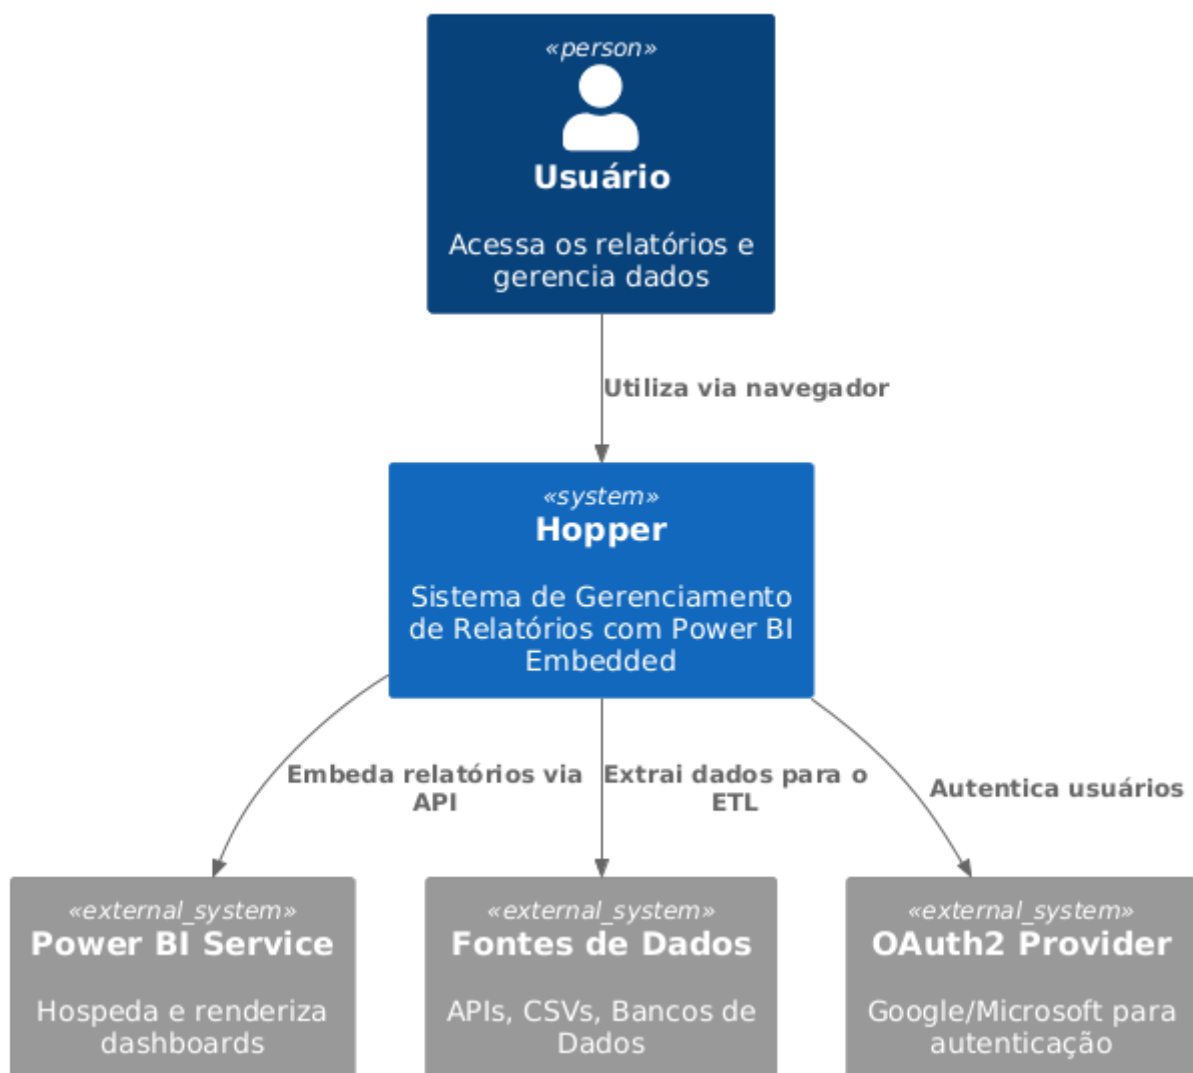 «person»
Usuário
Acessa os relatórios e
gerencia dados
Utiliza via navegador
«system»
Hopper
Sistema de Gerenciamento
de Relatórios com Power BI
Embedded
Embeda relatórios via
API
Extrai dados para o
ETL
Autentica usuários
«external_system»
Power BI Service
Hospeda e renderiza
dashboards
«external_system»
Fontes de Dados
APIs, CSVs, Bancos de
Dados
«external_system»
OAuth2 Provider
Google/Microsoft para
autenticação